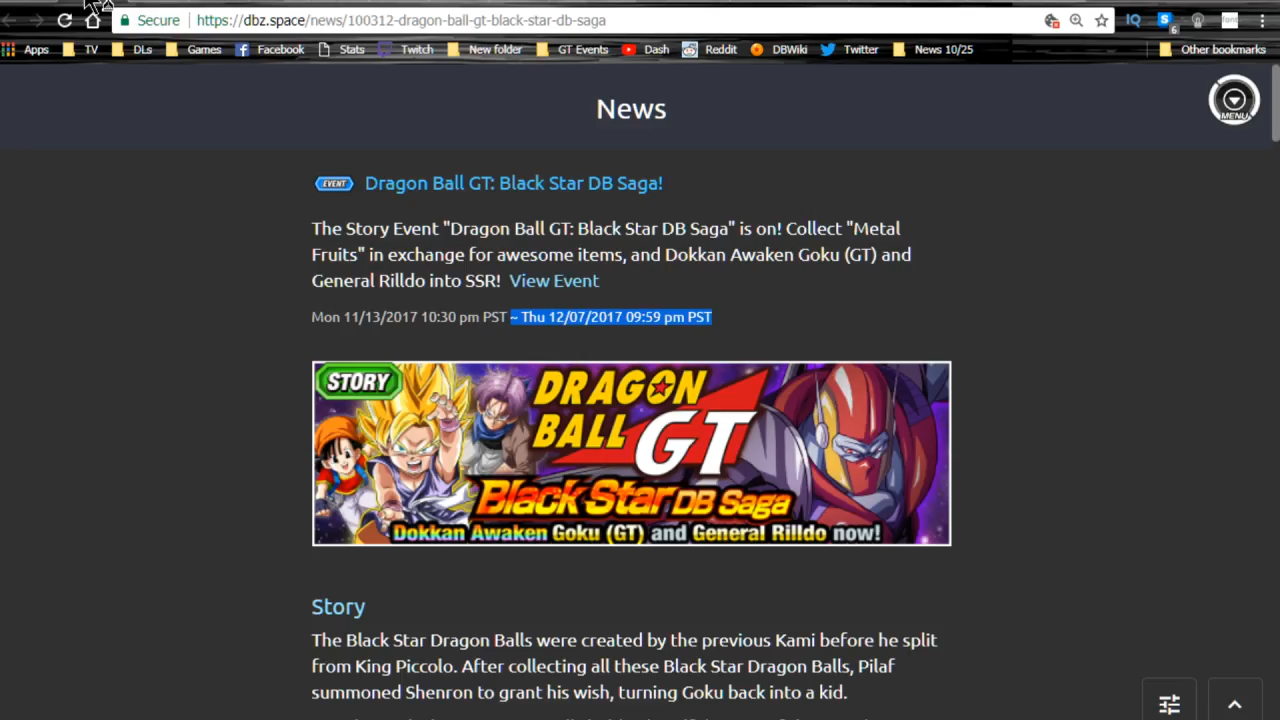 Secure https://dbz.space/news/100312-dragon-ball-gt-black-star-db-saga IQ S 6
Apps TV DLs Games Facebook Stats Twitch New folder GT Events Dash Reddit DBWiki Twitter News 10/25 Other bookmarks
News
MENU
EVENT Dragon Ball GT: Black Star DB Saga!
The Story Event "Dragon Ball GT: Black Star DB Saga" is on! Collect "Metal
Fruits" in exchange for awesome items, and Dokkan Awaken Goku (GT) and
General Rilldo into SSR! View Event
Mon 11/13/2017 10:30 pm PST ~ Thu 12/07/2017 09:59 pm PST
STORY
DRAGON
BALL GT
Black Star DB Saga
Dokkan Awaken Goku (GT) and General Rilldo now!
Story
The Black Star Dragon Balls were created by the previous Kami before he split
from King Piccolo. After collecting all these Black Star Dragon Balls, Pilaf
summoned Shenron to grant his wish, turning Goku back into a kid.